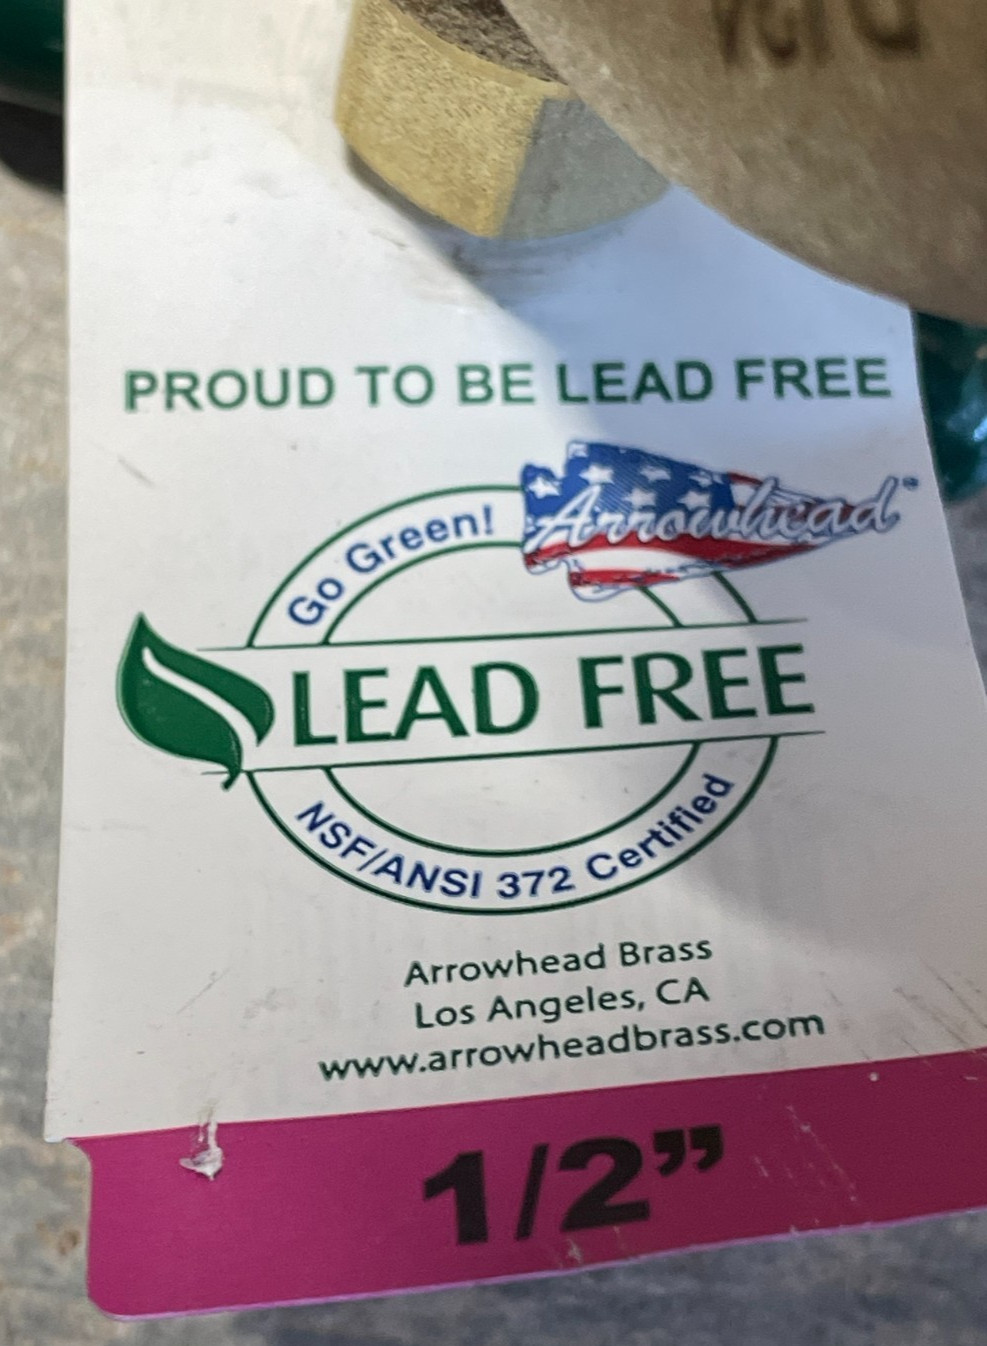 PROUD TO BE LEAD FREE
Go Green!
Arrowhead
LEAD FREE
NSF/ANSI 372 Certified
Arrowhead Brass
Los Angeles, CA
www.arrowheadbrass.com
1/2”